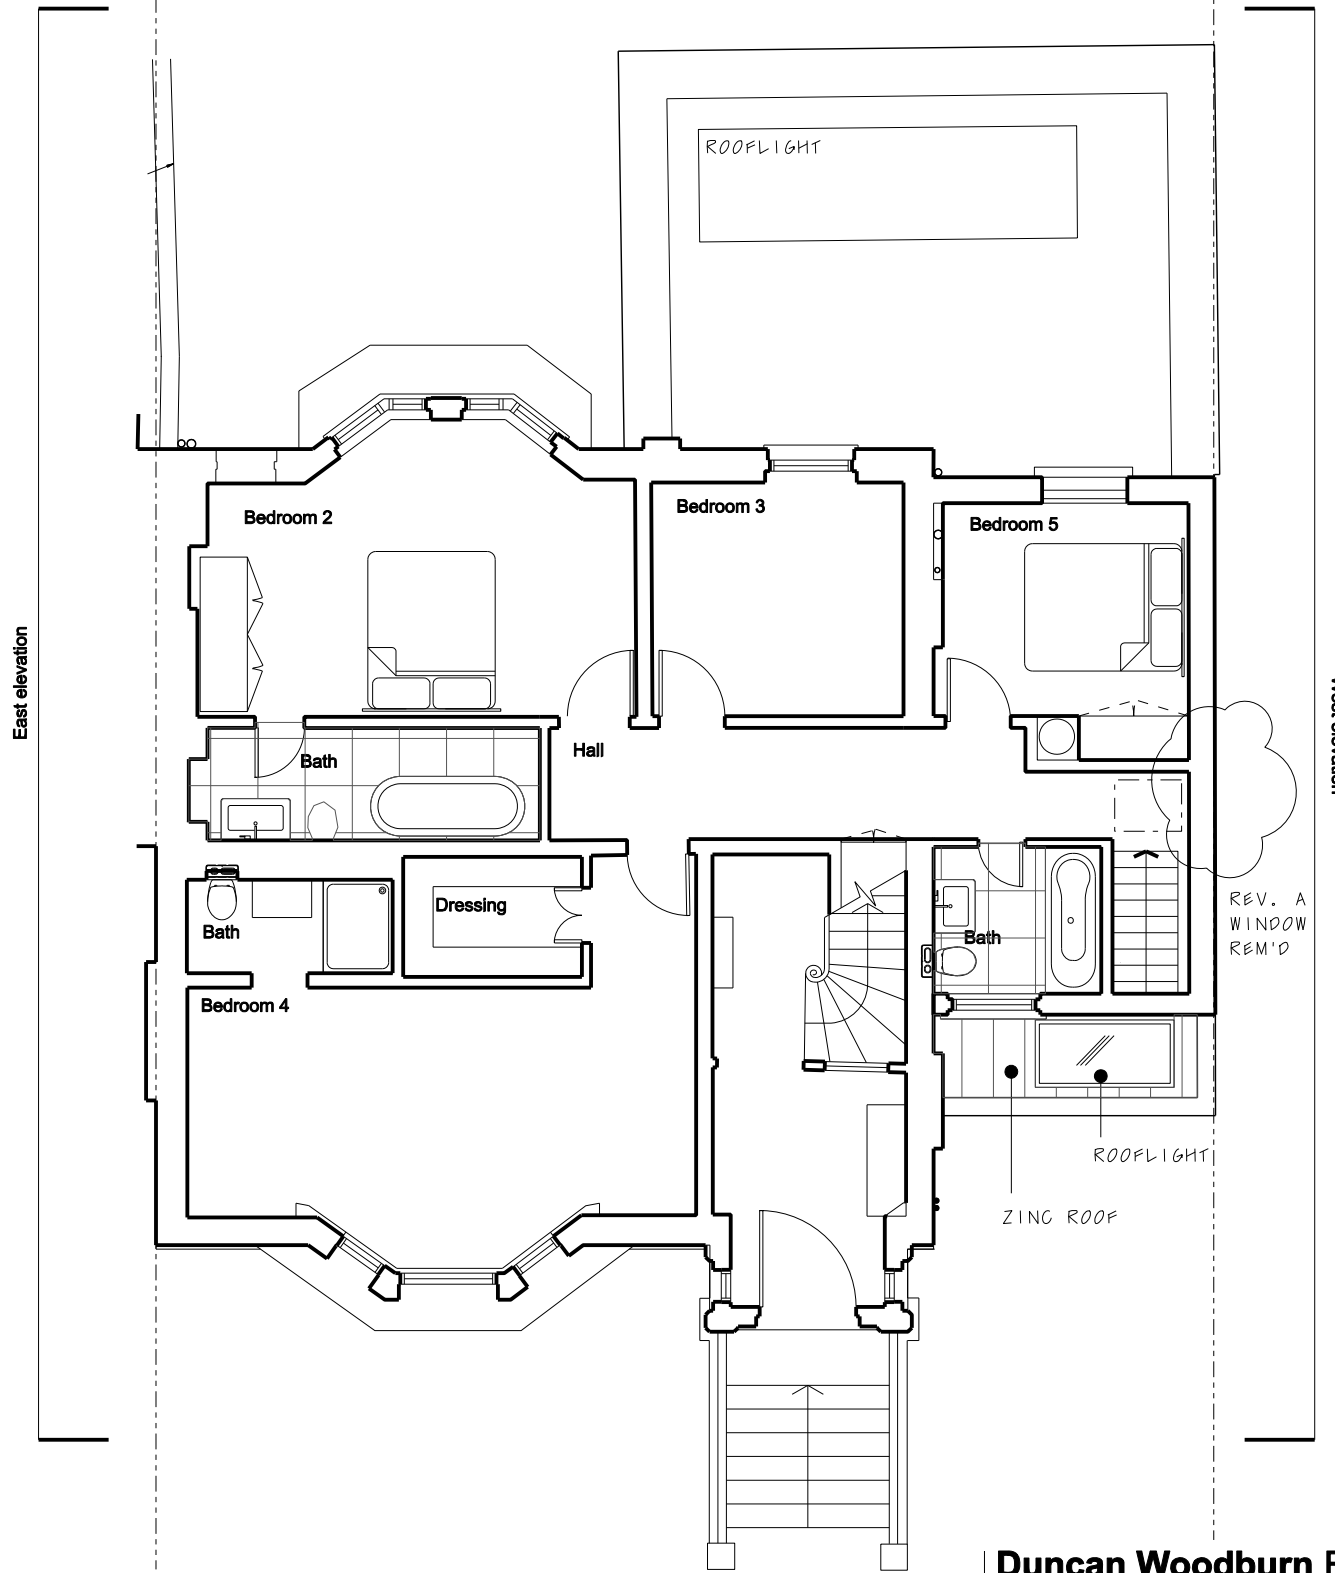 ROOFLIGHT
Bedroom 2
Bedroom 3
Bedroom 5
East elevation
Hall
Bath
Dressing
Bath
Bath
Bedroom 4
REV. A
WINDOW
REM'D
ROOFLIGHT
ZINC ROOF
Duncan Woodburn